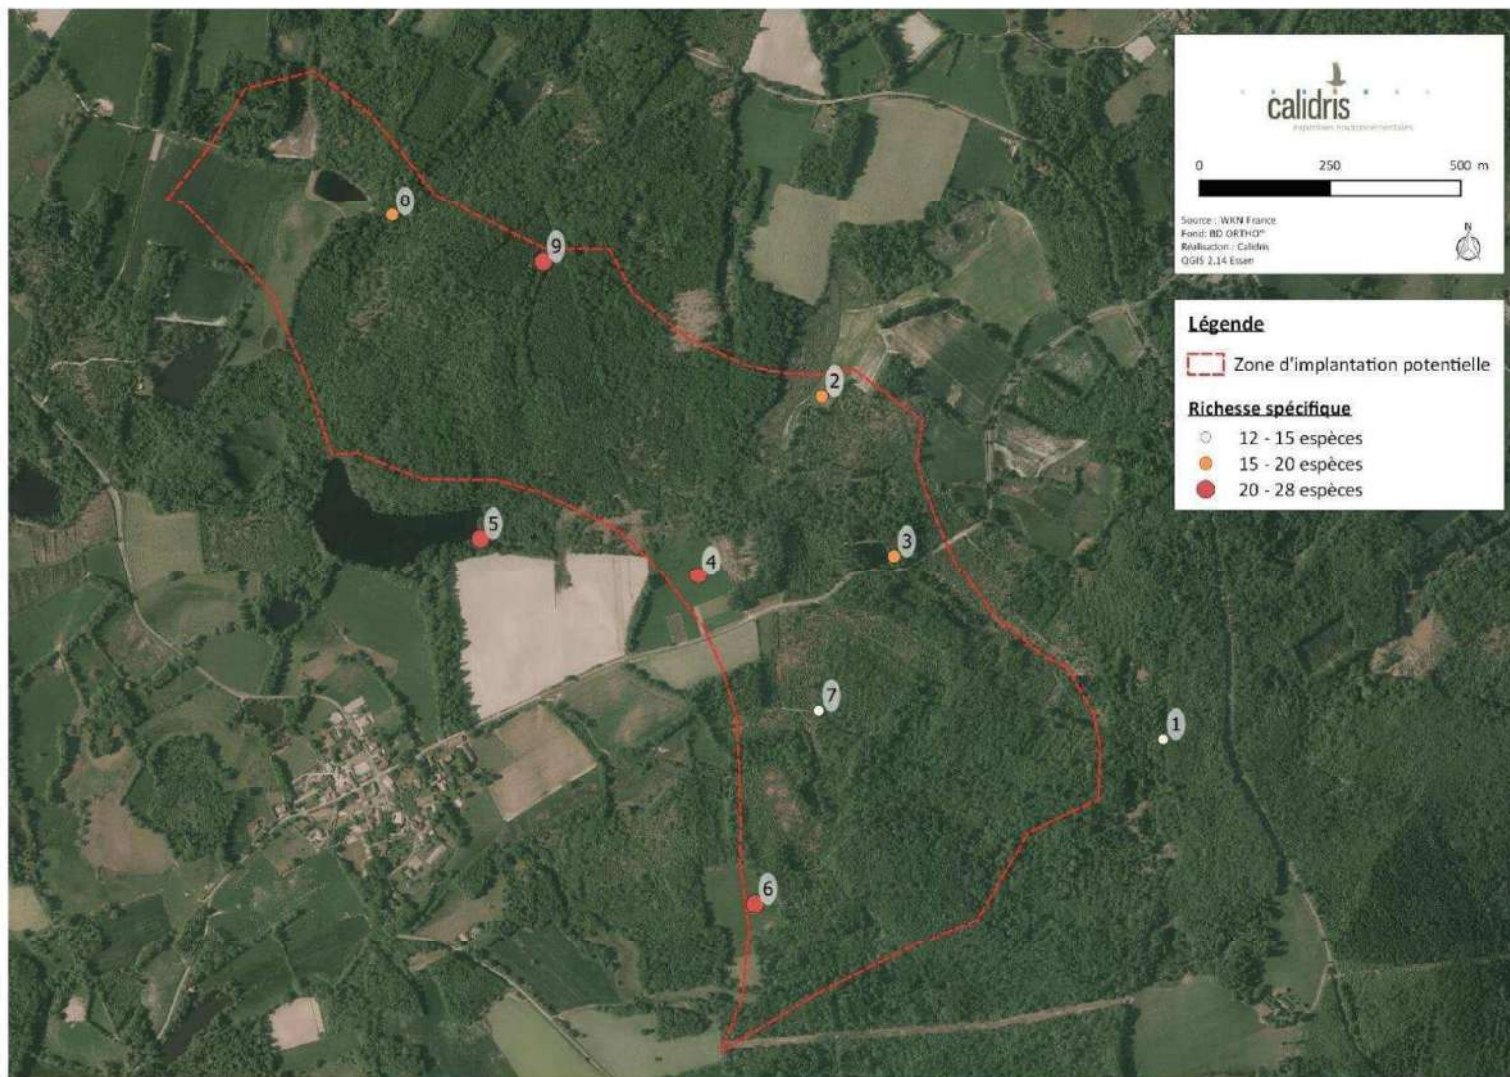 calidris
expertises environnementales
0 250 500 m
Source : WKN France
Fond: BD ORTHO®
Réalisation : Calidris
QGIS 2.14 Essen
N
Légende
Zone d'implantation potentielle
Richesse spécifique
12 - 15 espèces
15 - 20 espèces
20 - 28 espèces
9
2
5
4
3
7
1
6